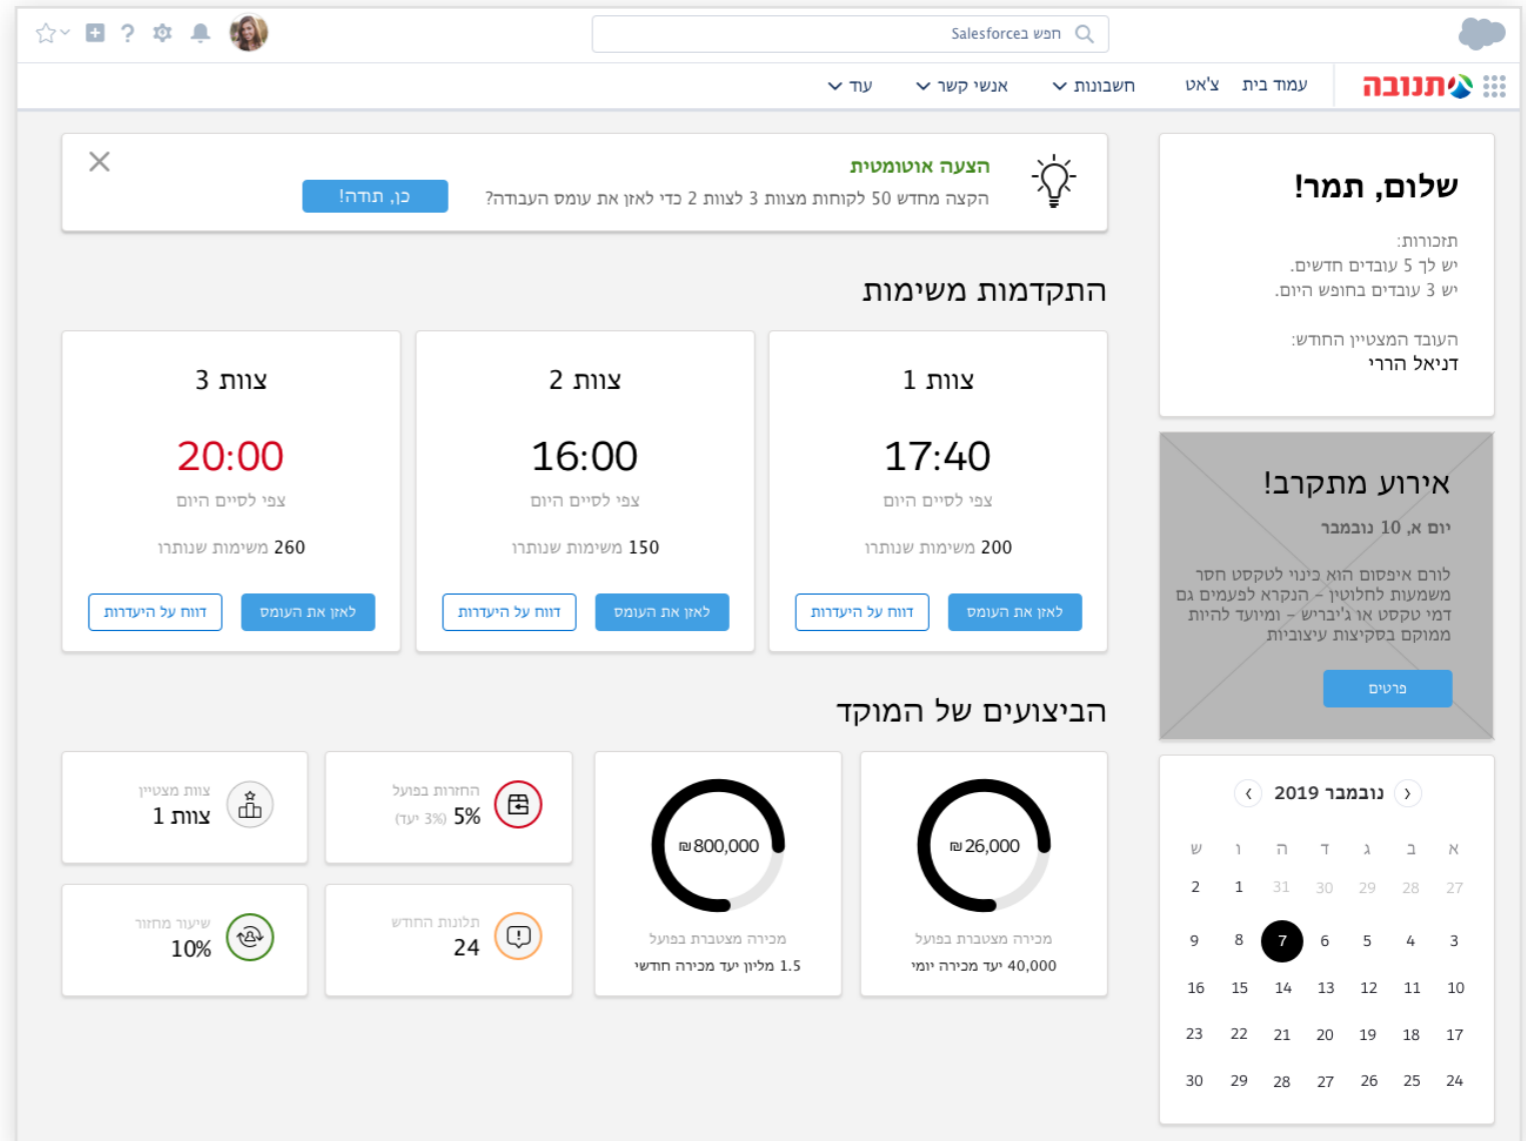 חפש בSalesforce
תנובה
עמוד בית
צ'אט
חשבונות
אנשי קשר
עוד
שלום, תמר!
תזכורות:
יש לך 5 עובדים חדשים.
יש 3 עובדים בחופש היום.
העובד המצטיין החודש:
דניאל הררי
אירוע מתקרב!
יום א, 10 נובמבר
לורם איפסום הוא כינוי לטקסט חסר
משמעות לחלוטין – הנקרא לפעמים גם
דמי טקסט או ג'יבריש – ומיועד להיות
ממוקם בסקיצות עיצוביות
פרטים
נובמבר 2019
א ב ג ד ה ו ש
27 28 29 30 31 1 2
3 4 5 6 7 8 9
10 11 12 13 14 15 16
17 18 19 20 21 22 23
24 25 26 27 28 29 30
הצעה אוטומטית
הקצה מחדש 50 לקוחות מצוות 3 לצוות 2 כדי לאזן את עומס העבודה?
כן, תודה!
התקדמות משימות
צוות 1
17:40
צפי לסיים היום
200 משימות שנותרו
לאזן את העומס
דווח על היעדרות
צוות 2
16:00
צפי לסיים היום
150 משימות שנותרו
לאזן את העומס
דווח על היעדרות
צוות 3
20:00
צפי לסיים היום
260 משימות שנותרו
לאזן את העומס
דווח על היעדרות
הביצועים של המוקד
26,000 ₪
מכירה מצטברת בפועל
40,000 יעד מכירה יומי
800,000 ₪
מכירה מצטברת בפועל
1.5 מליון יעד מכירה חודשי
החזרות בפועל
5% (3% יעד)
תלונות החודש
24
צוות מצטיין
צוות 1
שיעור מחזור
10%